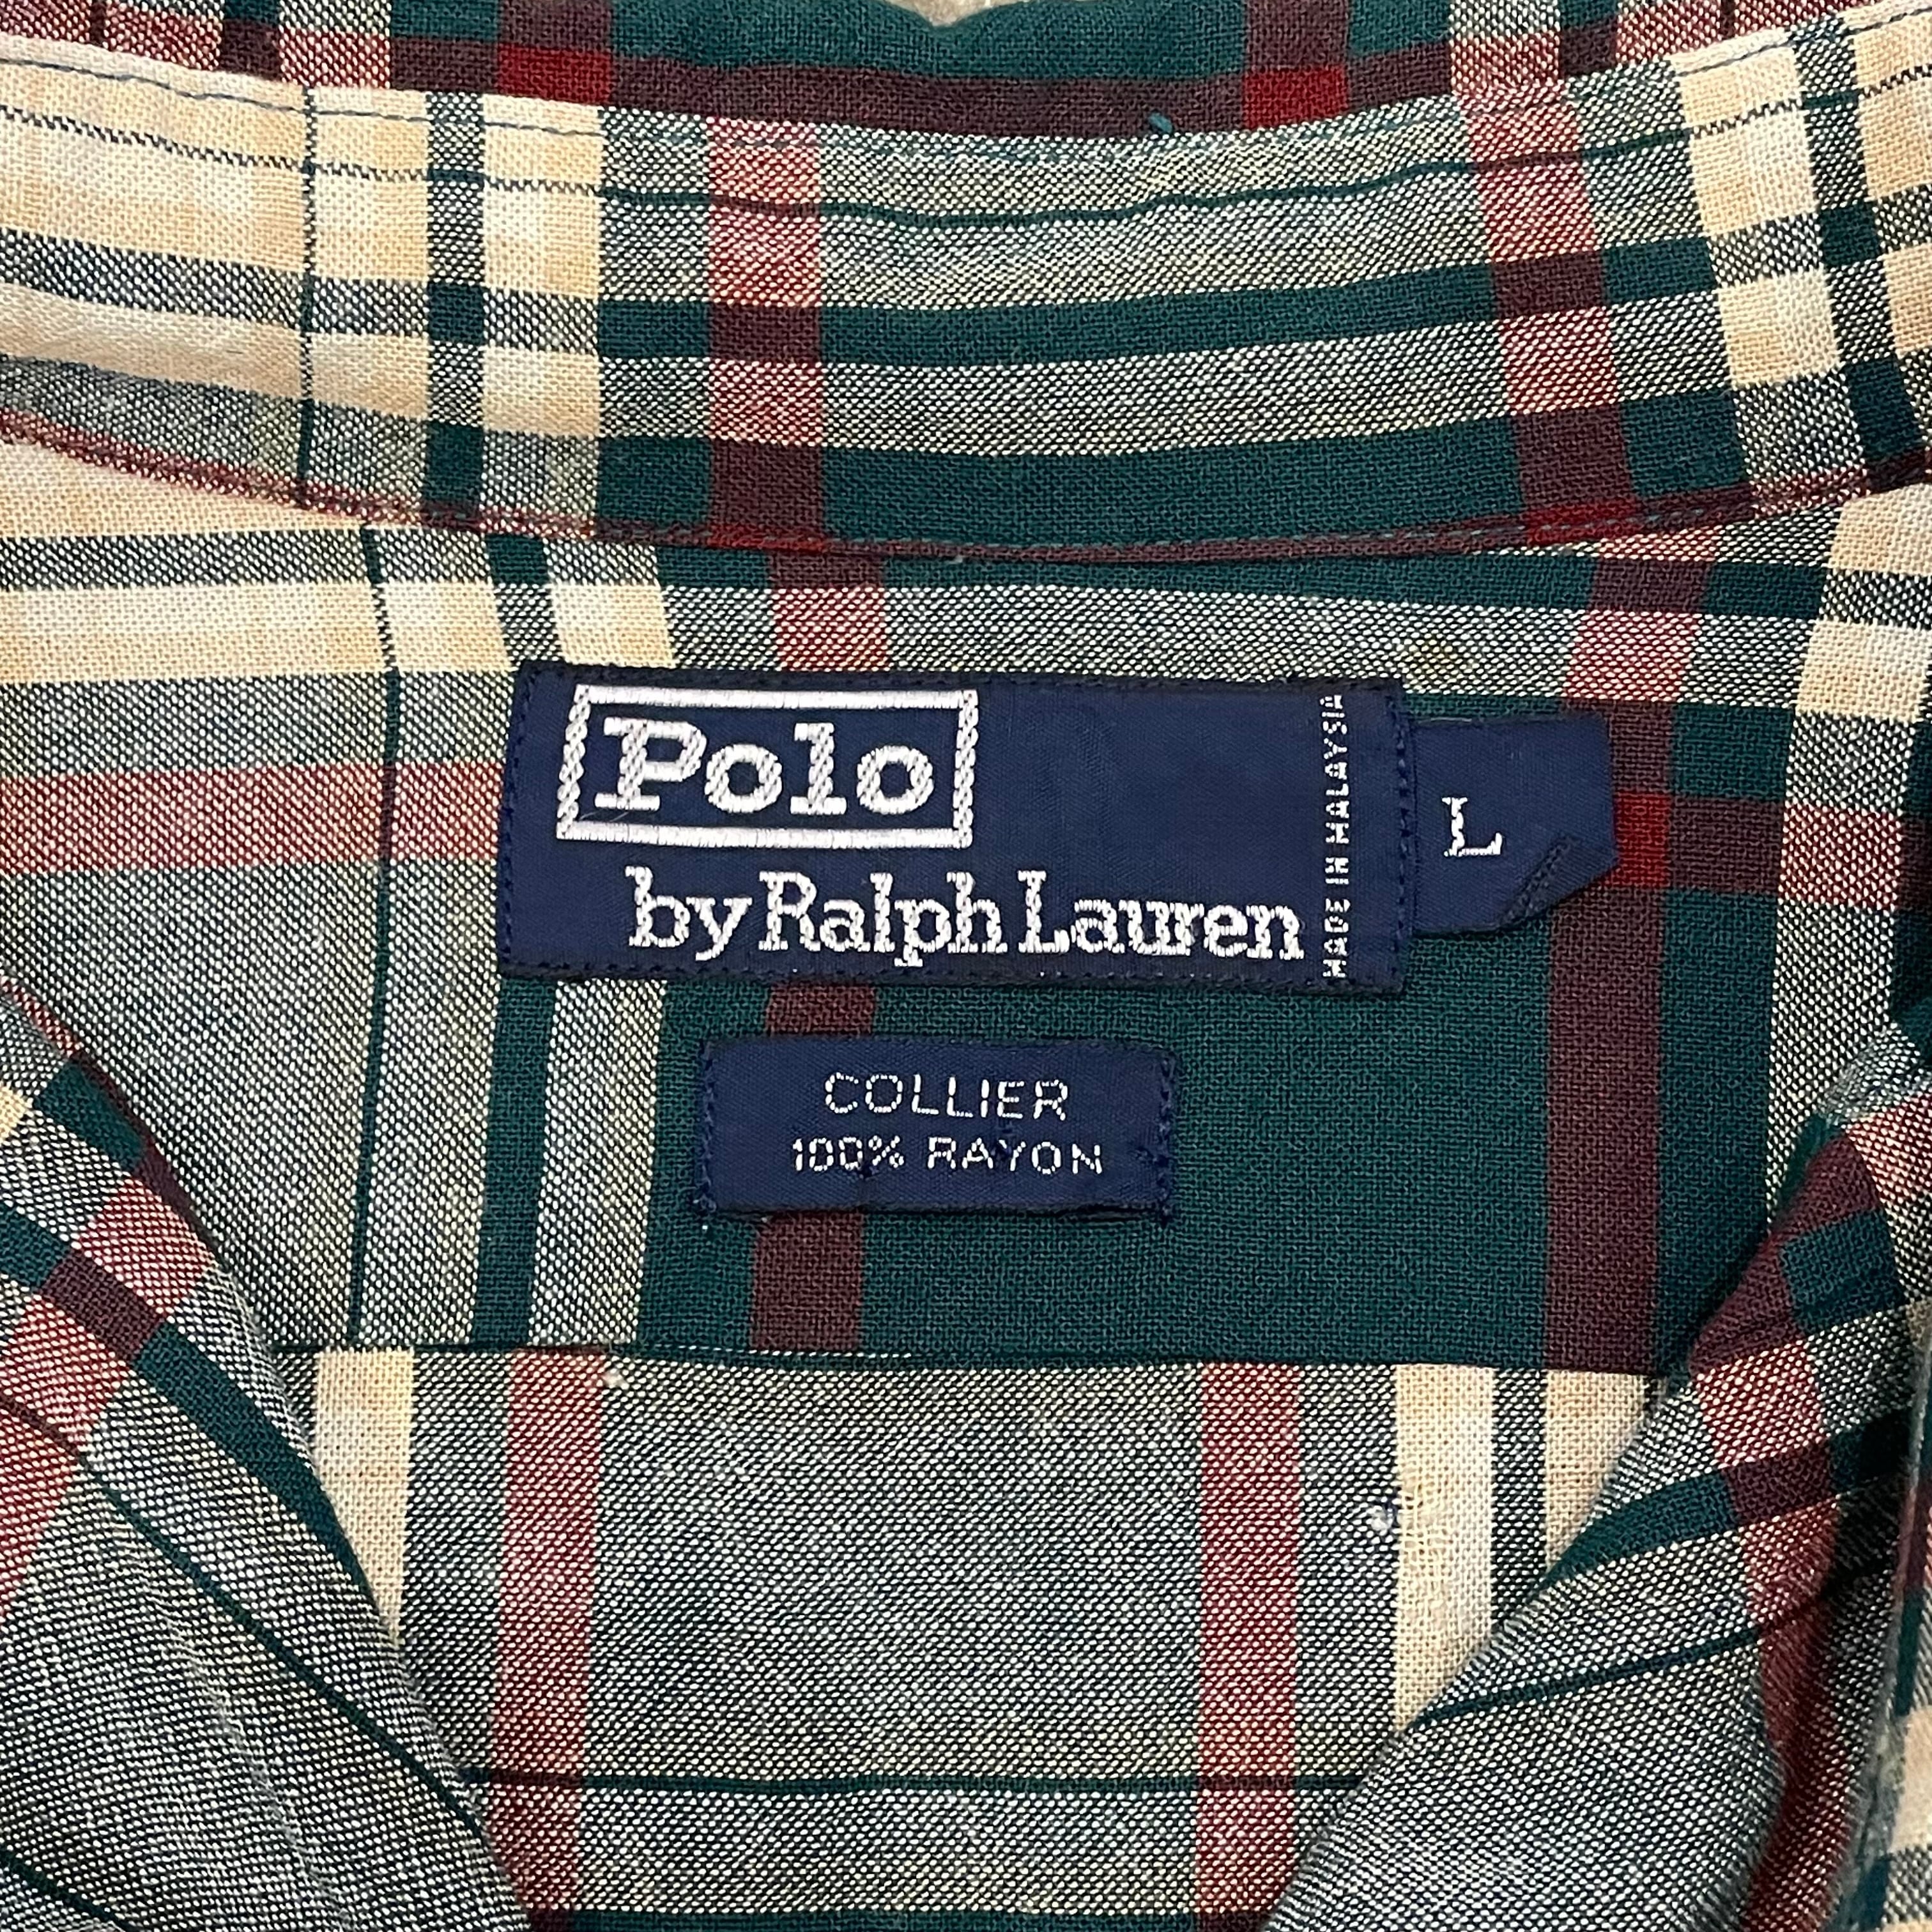 Polo
by Ralph Lauren
MADE IN MALAYSIA
L
COLLIER
100% RAYON